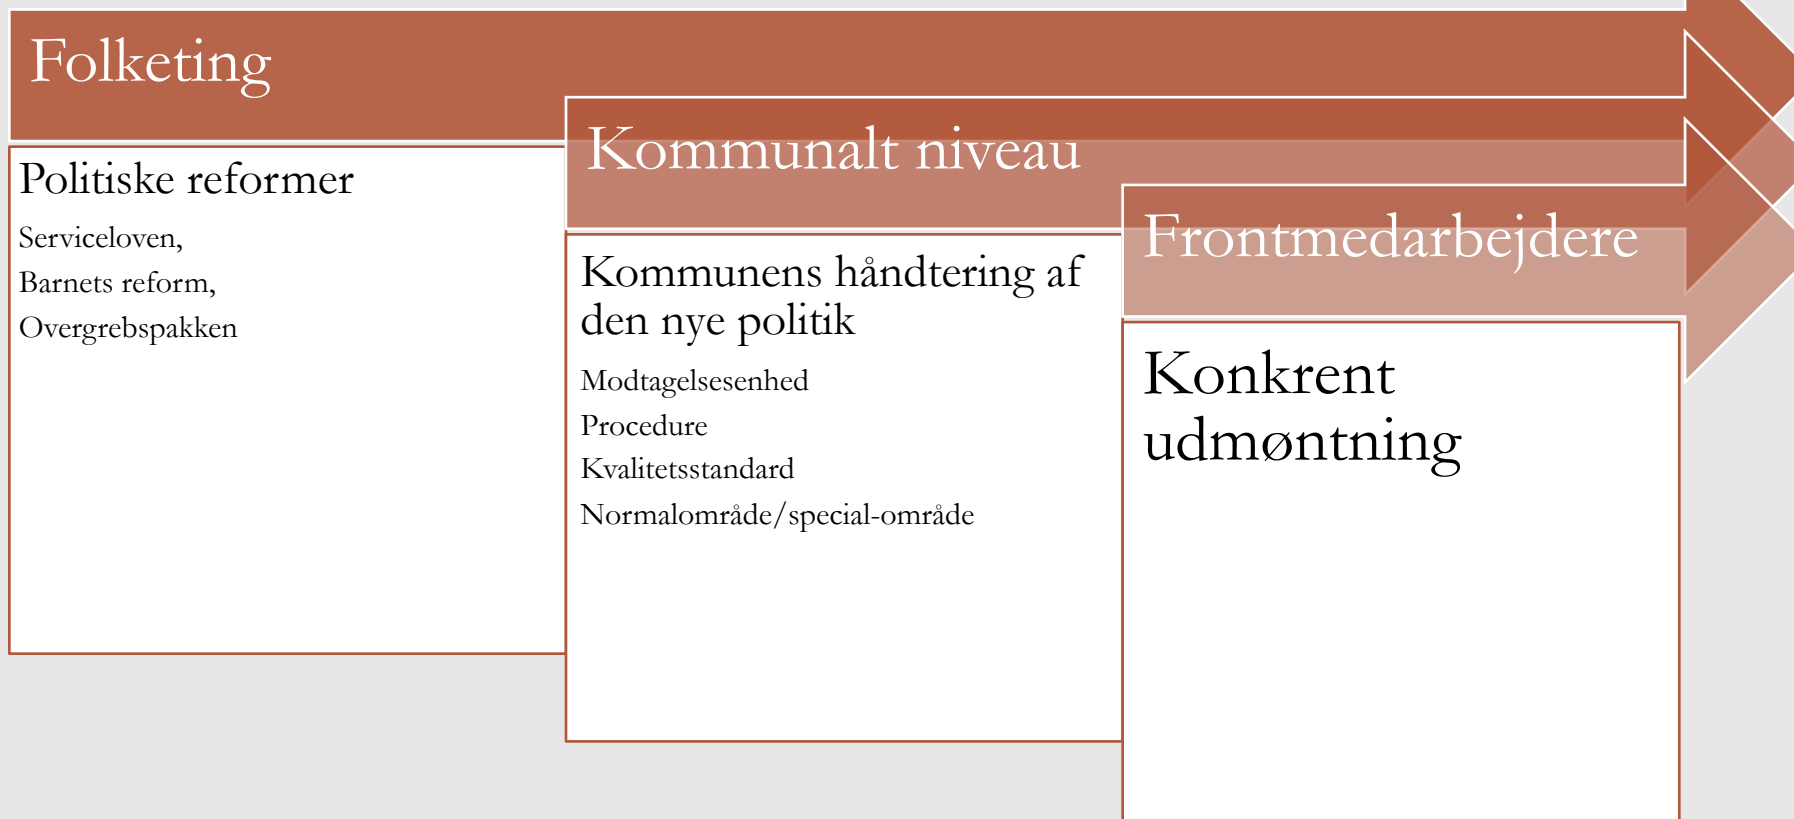 Folketing
Politiske reformer
Serviceloven,
Barnets reform,
Overgrebspakken
Kommunalt niveau
Kommunens håndtering af
den nye politik
Modtagelsesenhed
Procedure
Kvalitetsstandard
Normalområde/special-område
Frontmedarbejdere
Konkrent
udmøntning